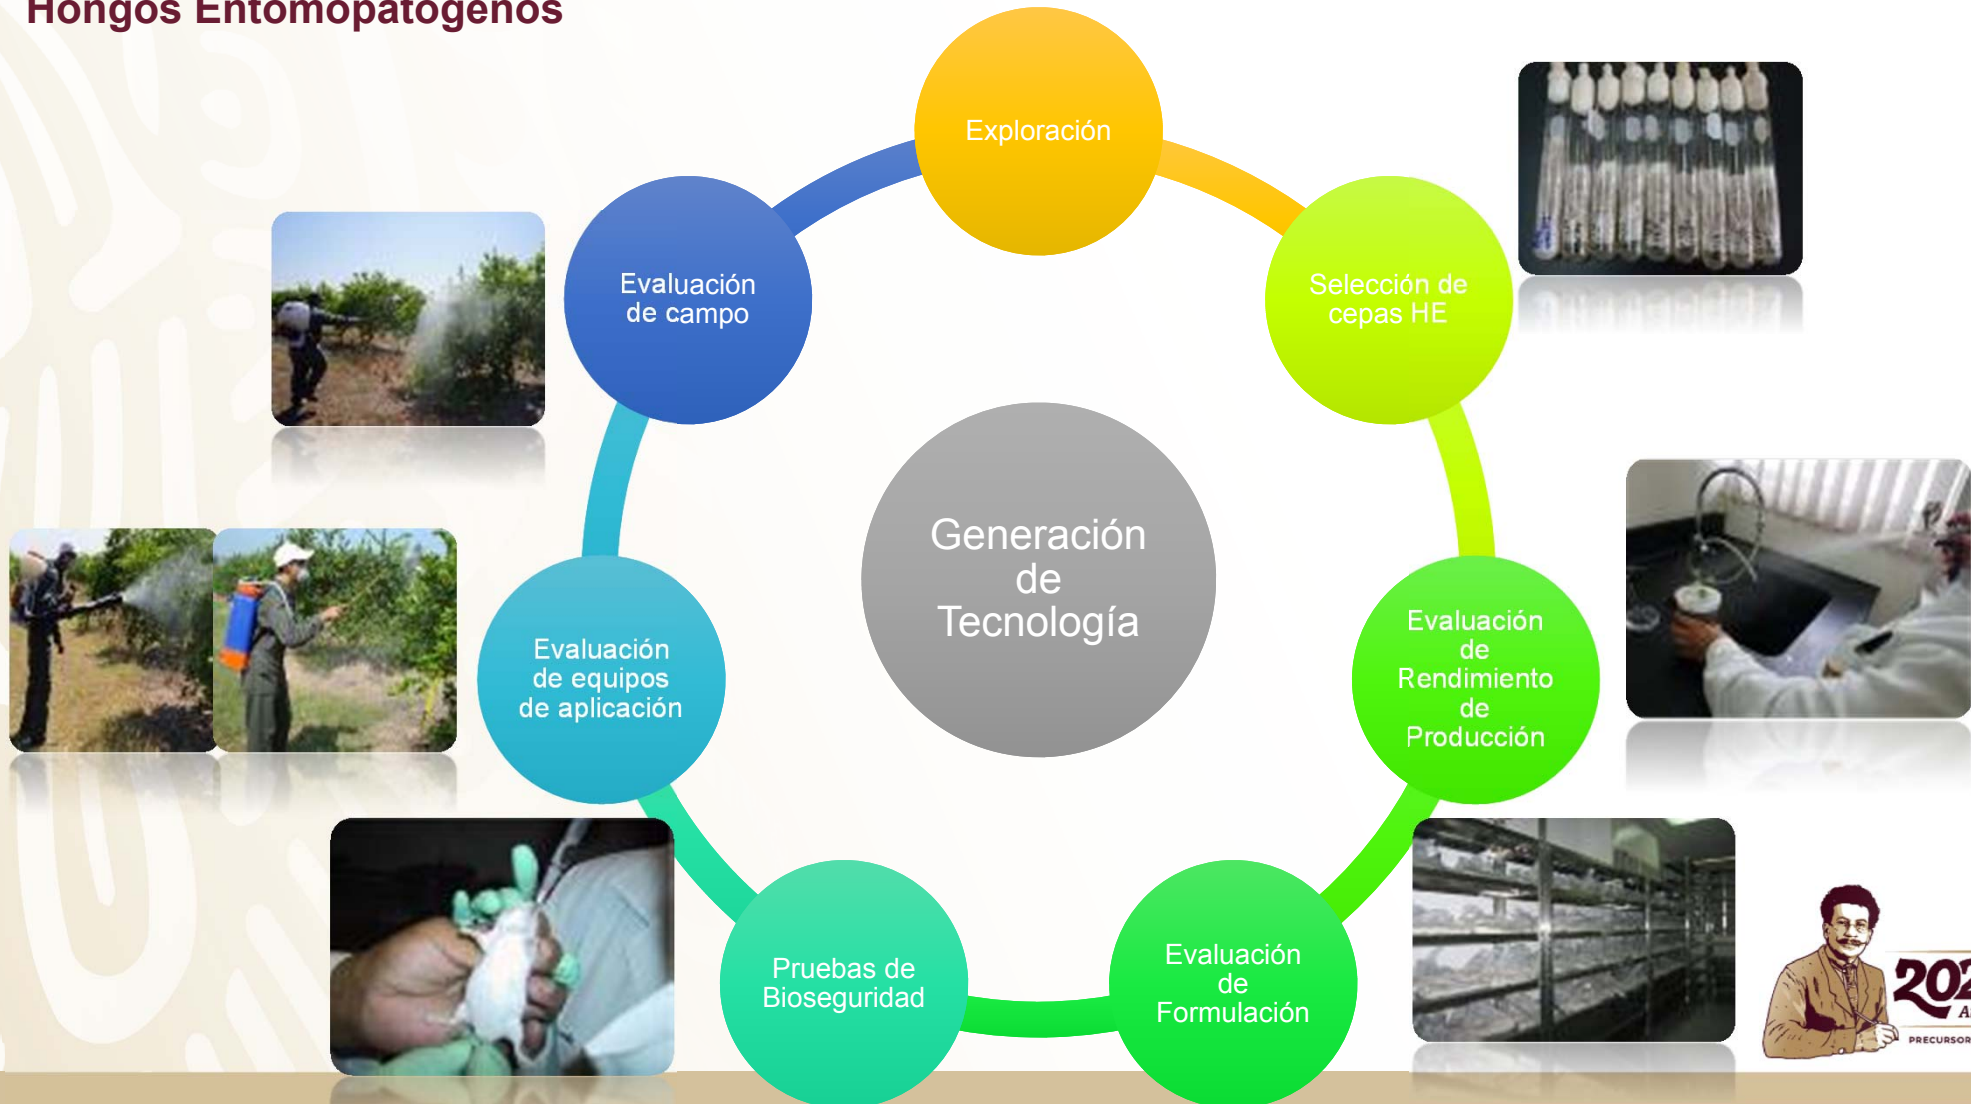 Hongos Entomopatógenos
Exploración
Selección de
cepas HE
Evaluación
de
Rendimiento
de
Producción
Evaluación
de
Formulación
Pruebas de
Bioseguridad
Evaluación
de equipos
de aplicación
Evaluación
de campo
Generación
de
Tecnología
202
PRECURSOR